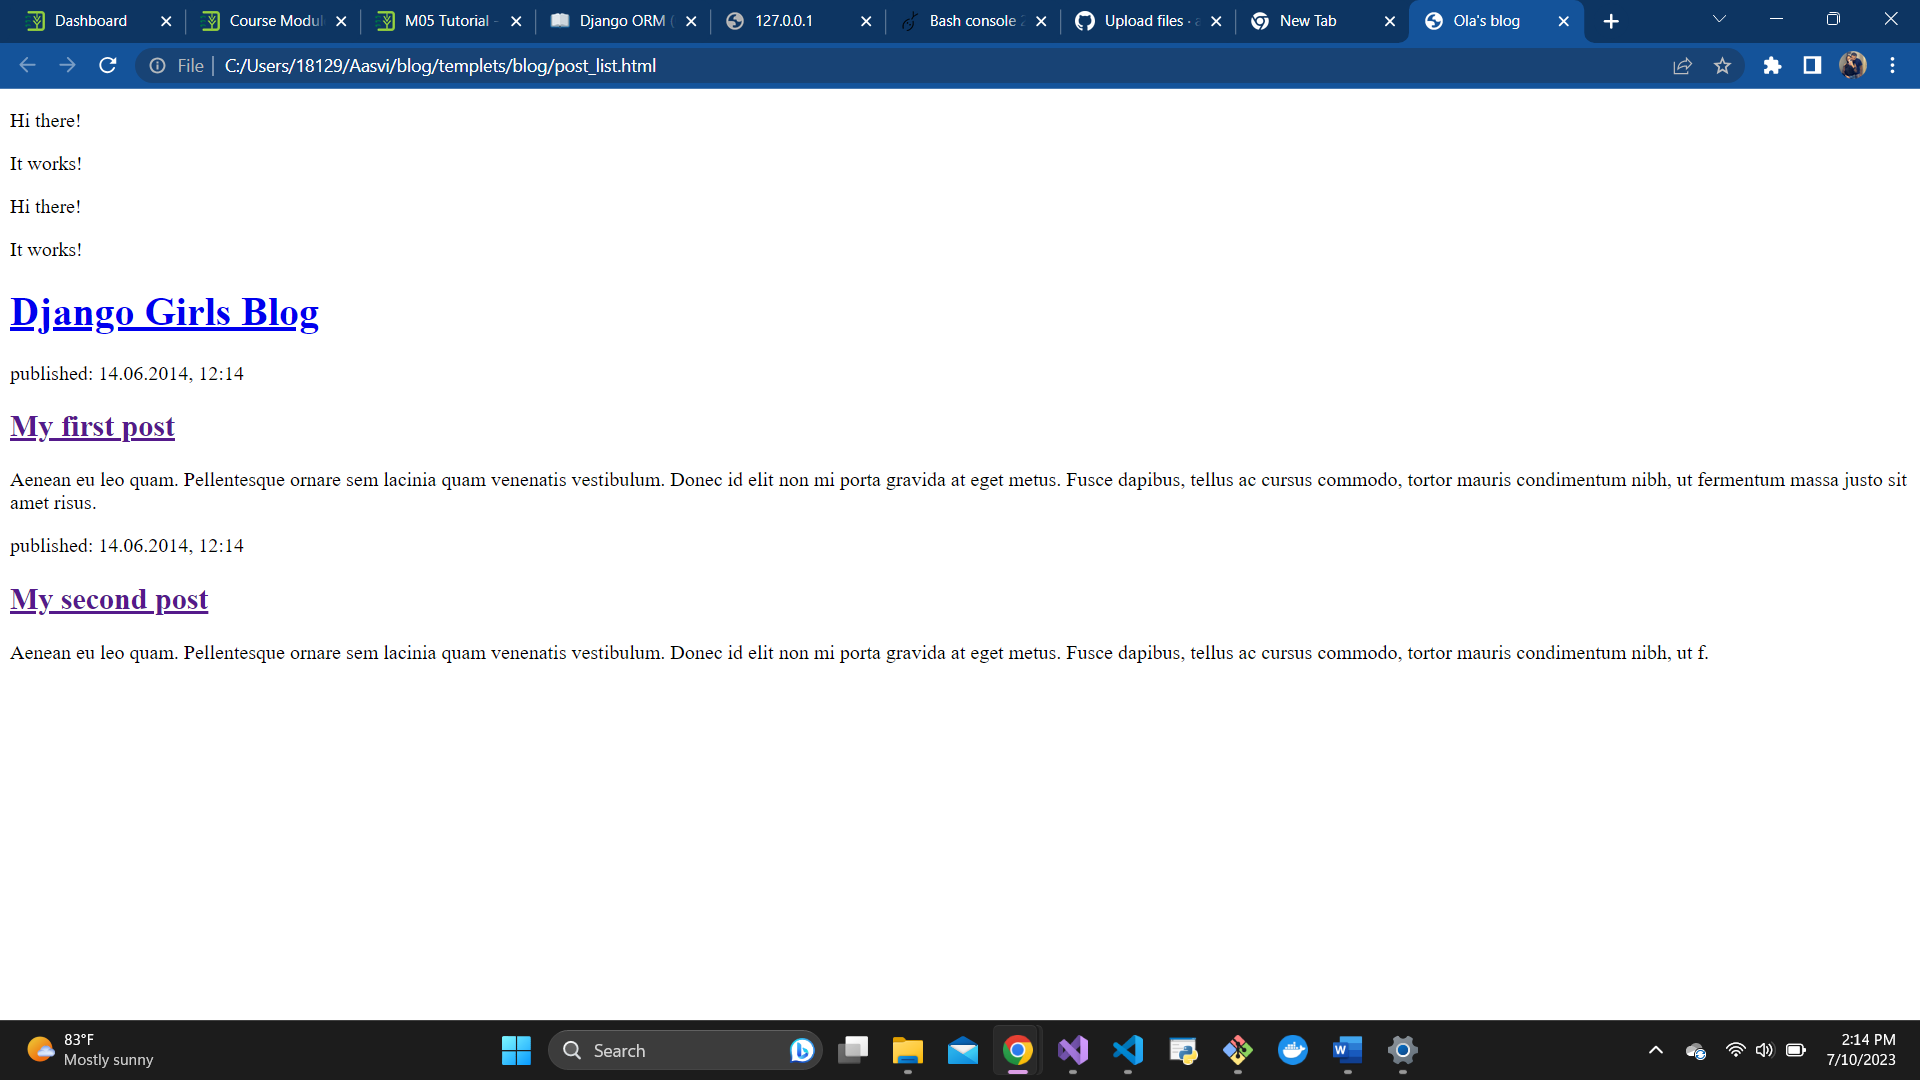 Dashboard
Course Modul
M05 Tutorial -
Django ORM (
127.0.0.1
Bash console 2
Upload files · a
New Tab
Ola's blog
File
C:/Users/18129/Aasvi/blog/templets/blog/post_list.html
Hi there!
It works!
Hi there!
It works!
Django Girls Blog
published: 14.06.2014, 12:14
My first post
Aenean eu leo quam. Pellentesque ornare sem lacinia quam venenatis vestibulum. Donec id elit non mi porta gravida at eget metus. Fusce dapibus, tellus ac cursus commodo, tortor mauris condimentum nibh, ut fermentum massa justo sit
amet risus.
published: 14.06.2014, 12:14
My second post
Aenean eu leo quam. Pellentesque ornare sem lacinia quam venenatis vestibulum. Donec id elit non mi porta gravida at eget metus. Fusce dapibus, tellus ac cursus commodo, tortor mauris condimentum nibh, ut f.
83°F
Mostly sunny
Search
2:14 PM
7/10/2023